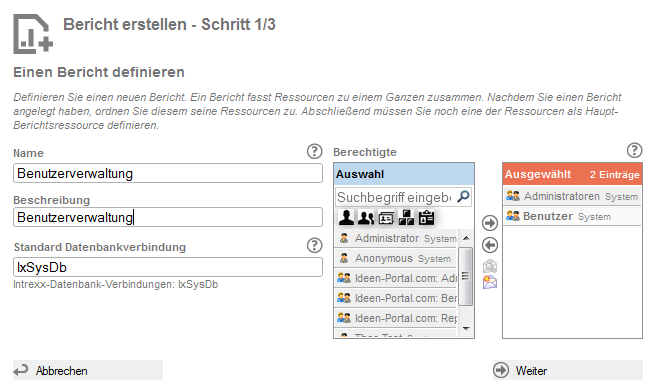 Bericht erstellen - Schritt 1/3
Einen Bericht definieren
Definieren Sie einen neuen Bericht. Ein Bericht fasst Ressourcen zu einem Ganzen zusammen. Nachdem Sie einen Bericht
angelegt haben, ordnen Sie diesem seine Ressourcen zu. Abschließend müssen Sie noch eine der Ressourcen als Haupt-
Berichtsressource definieren.
Name
Benutzerverwaltung
Beschreibung
Benutzerverwaltung
Standard Datenbankverbindung
IxSysDb
Intrexx-Datenbank-Verbindungen: IxSysDb
Berechtigte
Auswahl
Suchbegriff eingebe
Administrator System
Anonymous System
Ideen-Portal.com: Adr
Ideen-Portal.com: Ber
Ideen-Portal.com: Rep
Ausgewählt 2 Einträge
Administratoren System
Benutzer System
Abbrechen
Weiter